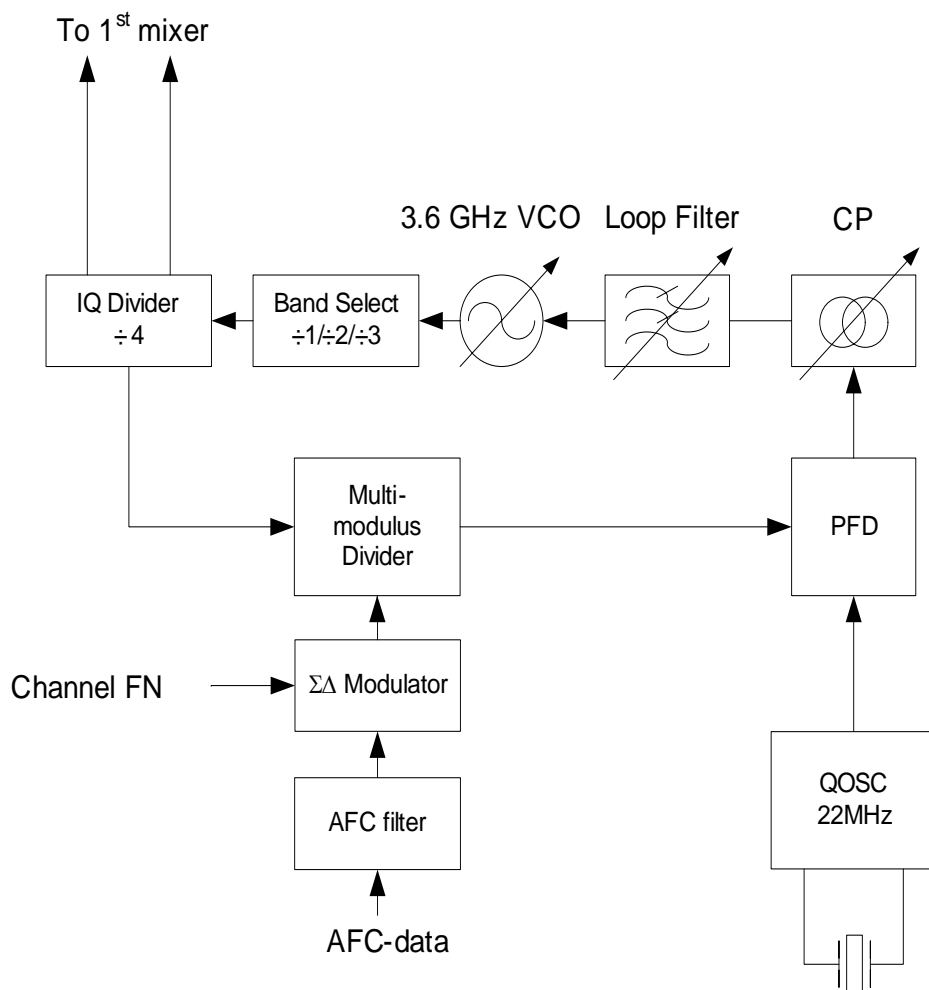 To 1st mixer
3.6 GHz VCO
Loop Filter
CP
IQ Divider
÷4
Band Select
÷1/÷2/÷3
Multi-
modulus
Divider
PFD
Channel FN
ΣΔ Modulator
QOSC
22MHz
AFC filter
AFC-data